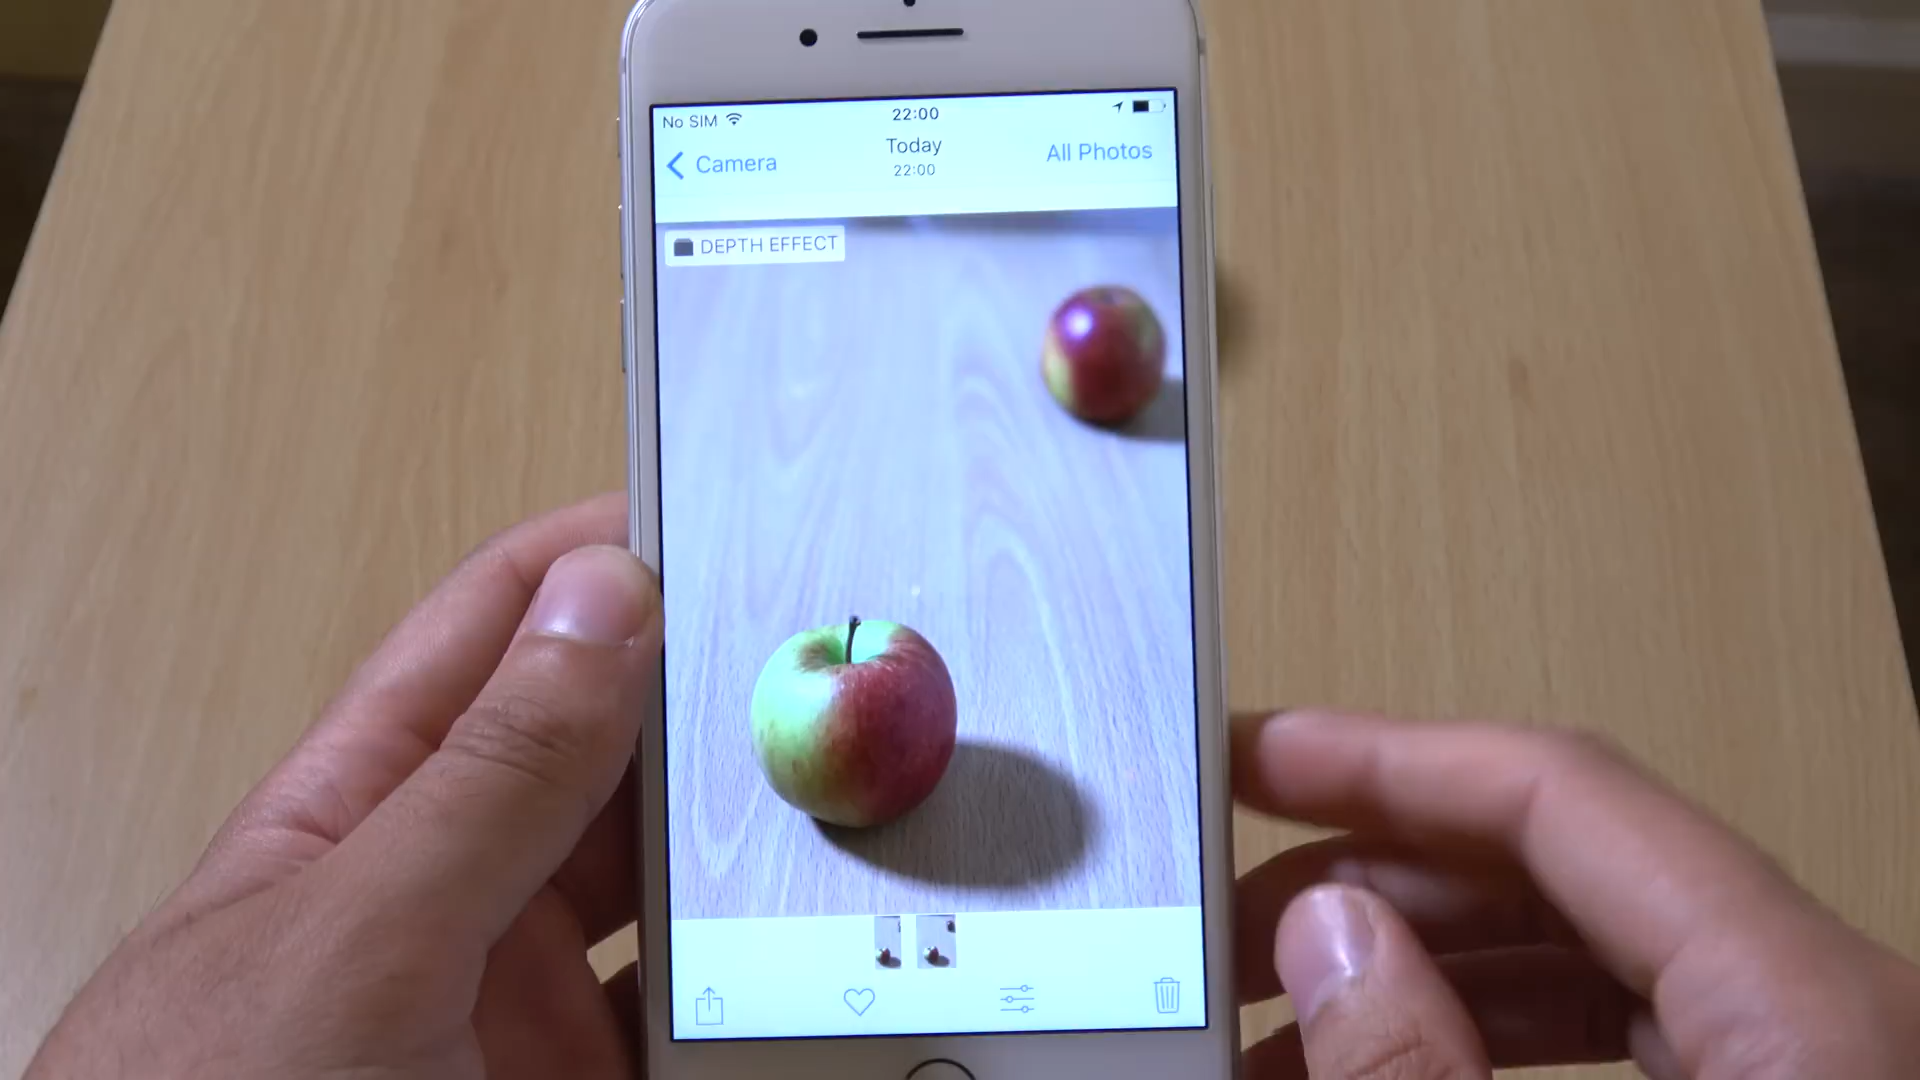 No SIM
22:00
Camera
Today
22:00
All Photos
DEPTH EFFECT